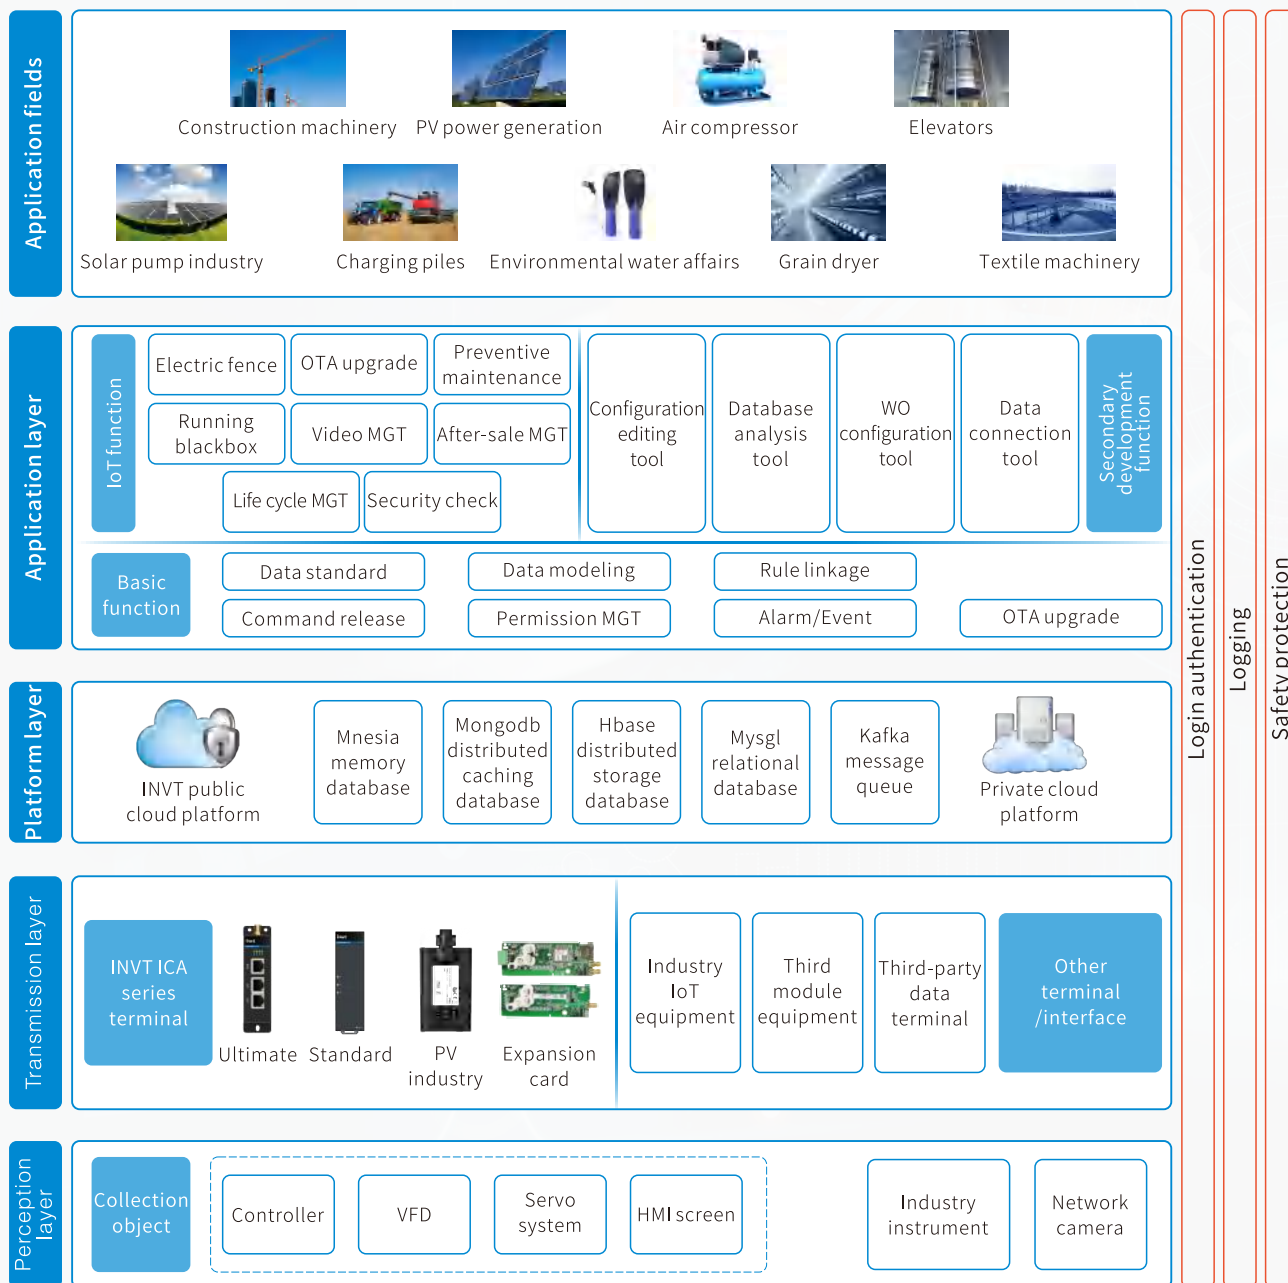 Application fields
Construction machinery
PV power generation
Air compressor
Elevators
Solar pump industry
Charging piles
Environmental water affairs
Grain dryer
Textile machinery
Application layer
IoT function
Electric fence
OTA upgrade
Preventive
maintenance
Running
blackbox
Video MGT
After-sale MGT
Life cycle MGT
Security check
Configuration
editing
tool
Database
analysis
tool
WO
configuration
tool
Data
connection
tool
Secondary
development
function
Basic
function
Data standard
Data modeling
Rule linkage
Command release
Permission MGT
Alarm/Event
OTA upgrade
Platform layer
INVT public
cloud platform
Mnesia
memory
database
Mongodb
distributed
caching
database
Hbase
distributed
storage
database
Mysgl
relational
database
Kafka
message
queue
Private cloud
platform
Transmission layer
INVT ICA
series
terminal
Ultimate
Standard
PV
industry
Expansion
card
Industry
IoT
equipment
Third
module
equipment
Third-party
data
terminal
Other
terminal
/interface
Perception
layer
Collection
object
Controller
VFD
Servo
system
HMI screen
Industry
instrument
Network
camera
Login authentication
Logging
Safety protection